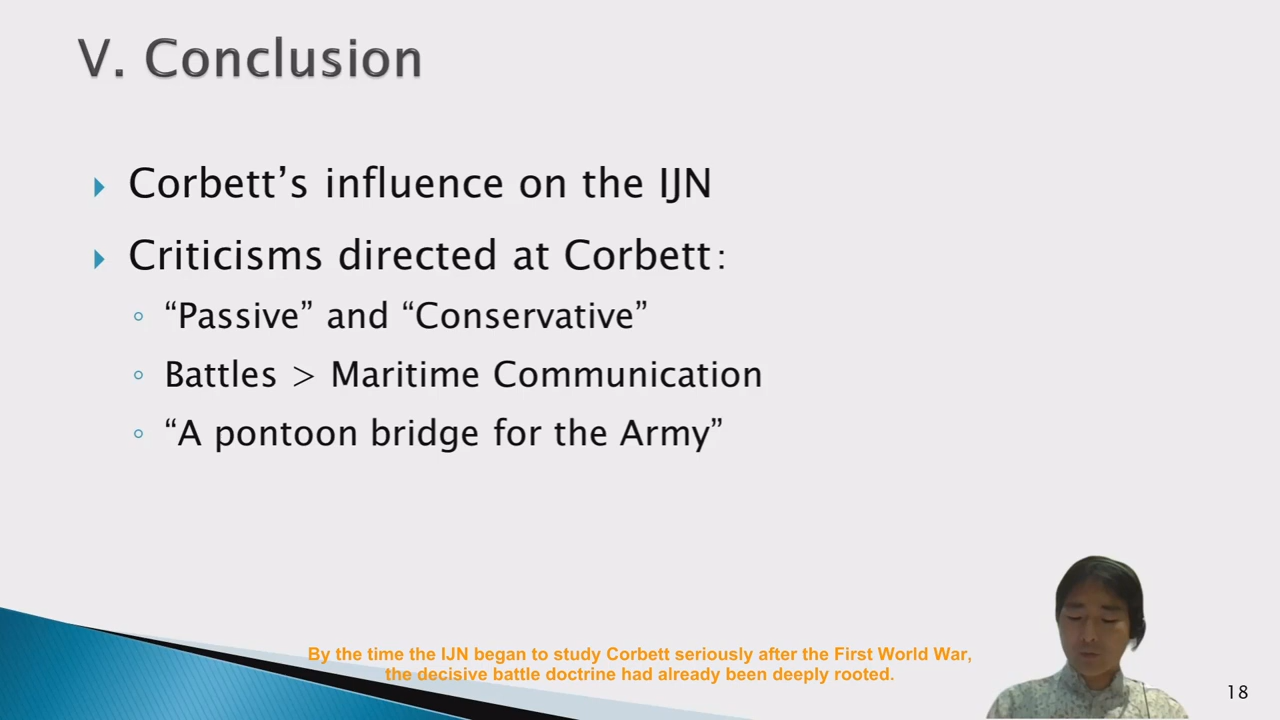 V. Conclusion
Corbett’s influence on the IJN
Criticisms directed at Corbett：
“Passive” and “Conservative”
Battles > Maritime Communication
“A pontoon bridge for the Army”
By the time the IJN began to study Corbett seriously after the First World War,
the decisive battle doctrine had already been deeply rooted.
18